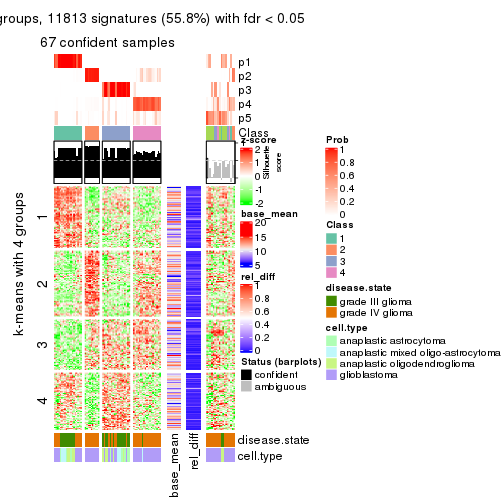 groups, 11813 signatures (55.8%) with fdr < 0.05
67 confident samples
p1
p2
p3
p4
p5
Class
Silhouette
score
k-means with 4 groups
1
2
3
4
z-score
2
1
0
-1
-2
base_mean
20
15
10
5
rel_diff
1
0.8
0.6
0.4
0.2
0
Status (barplots)
confident
ambiguous
Prob
1
0.8
0.6
0.4
0.2
0
Class
1
2
3
4
disease.state
grade III glioma
grade IV glioma
cell.type
anaplastic astrocytoma
anaplastic mixed oligo-astrocytoma
anaplastic oligodendroglioma
glioblastoma
disease.state
cell.type
base_mean
rel_diff